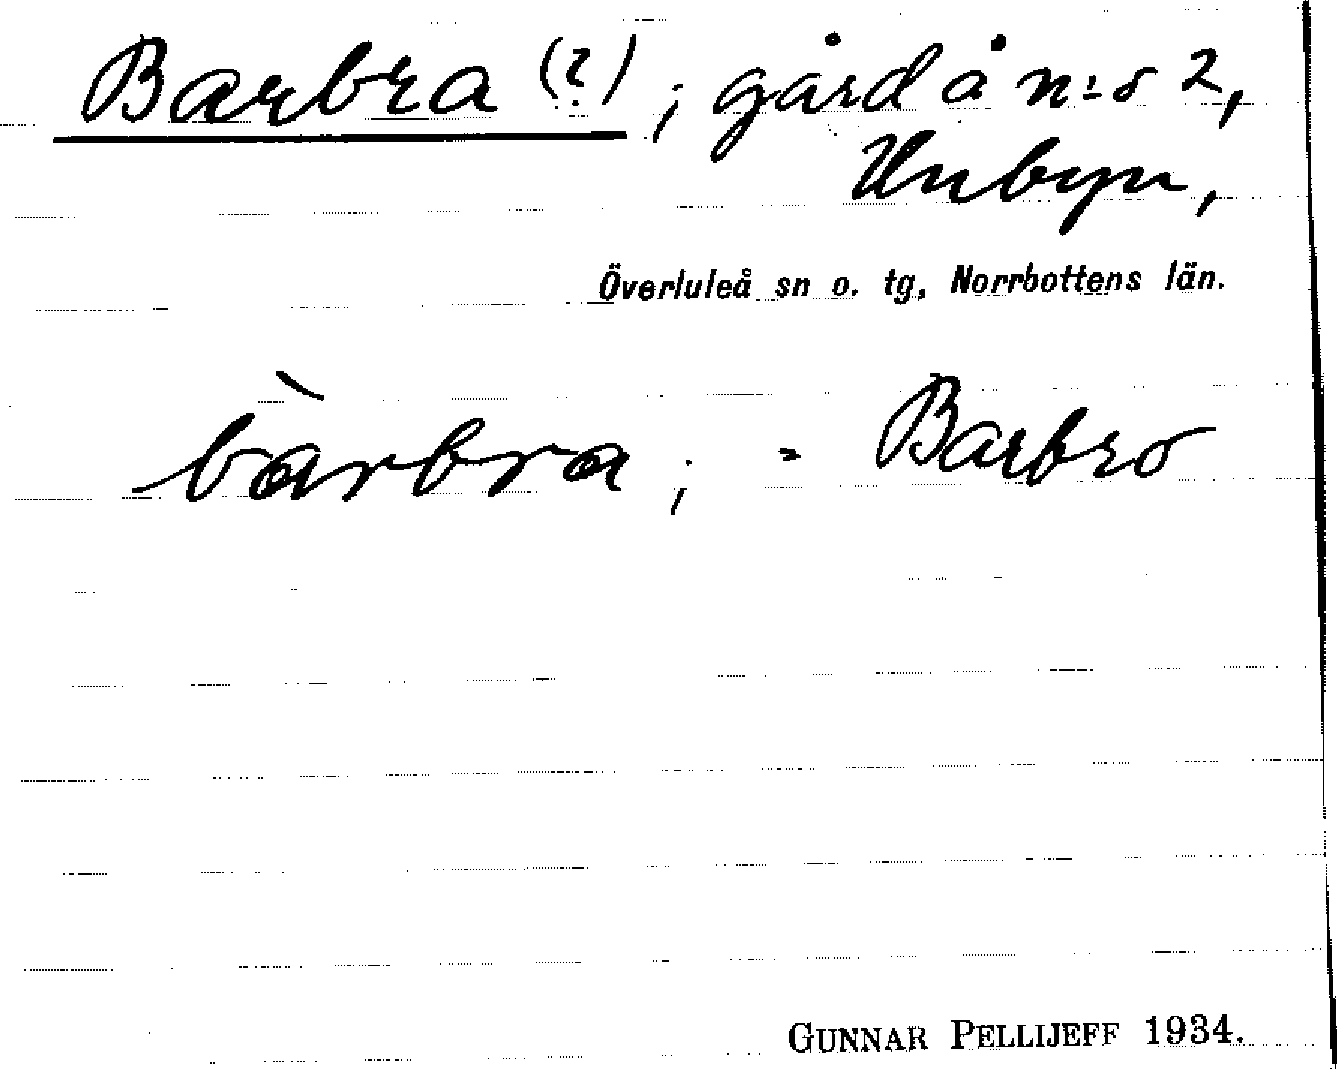 Barbra (?), gård å n:o 2,
Unbyn,
Överluleå sn o. tg, Norrbottens län.
bàrbra; = Barbro
GUNNAR PELLIJEFF 1934.